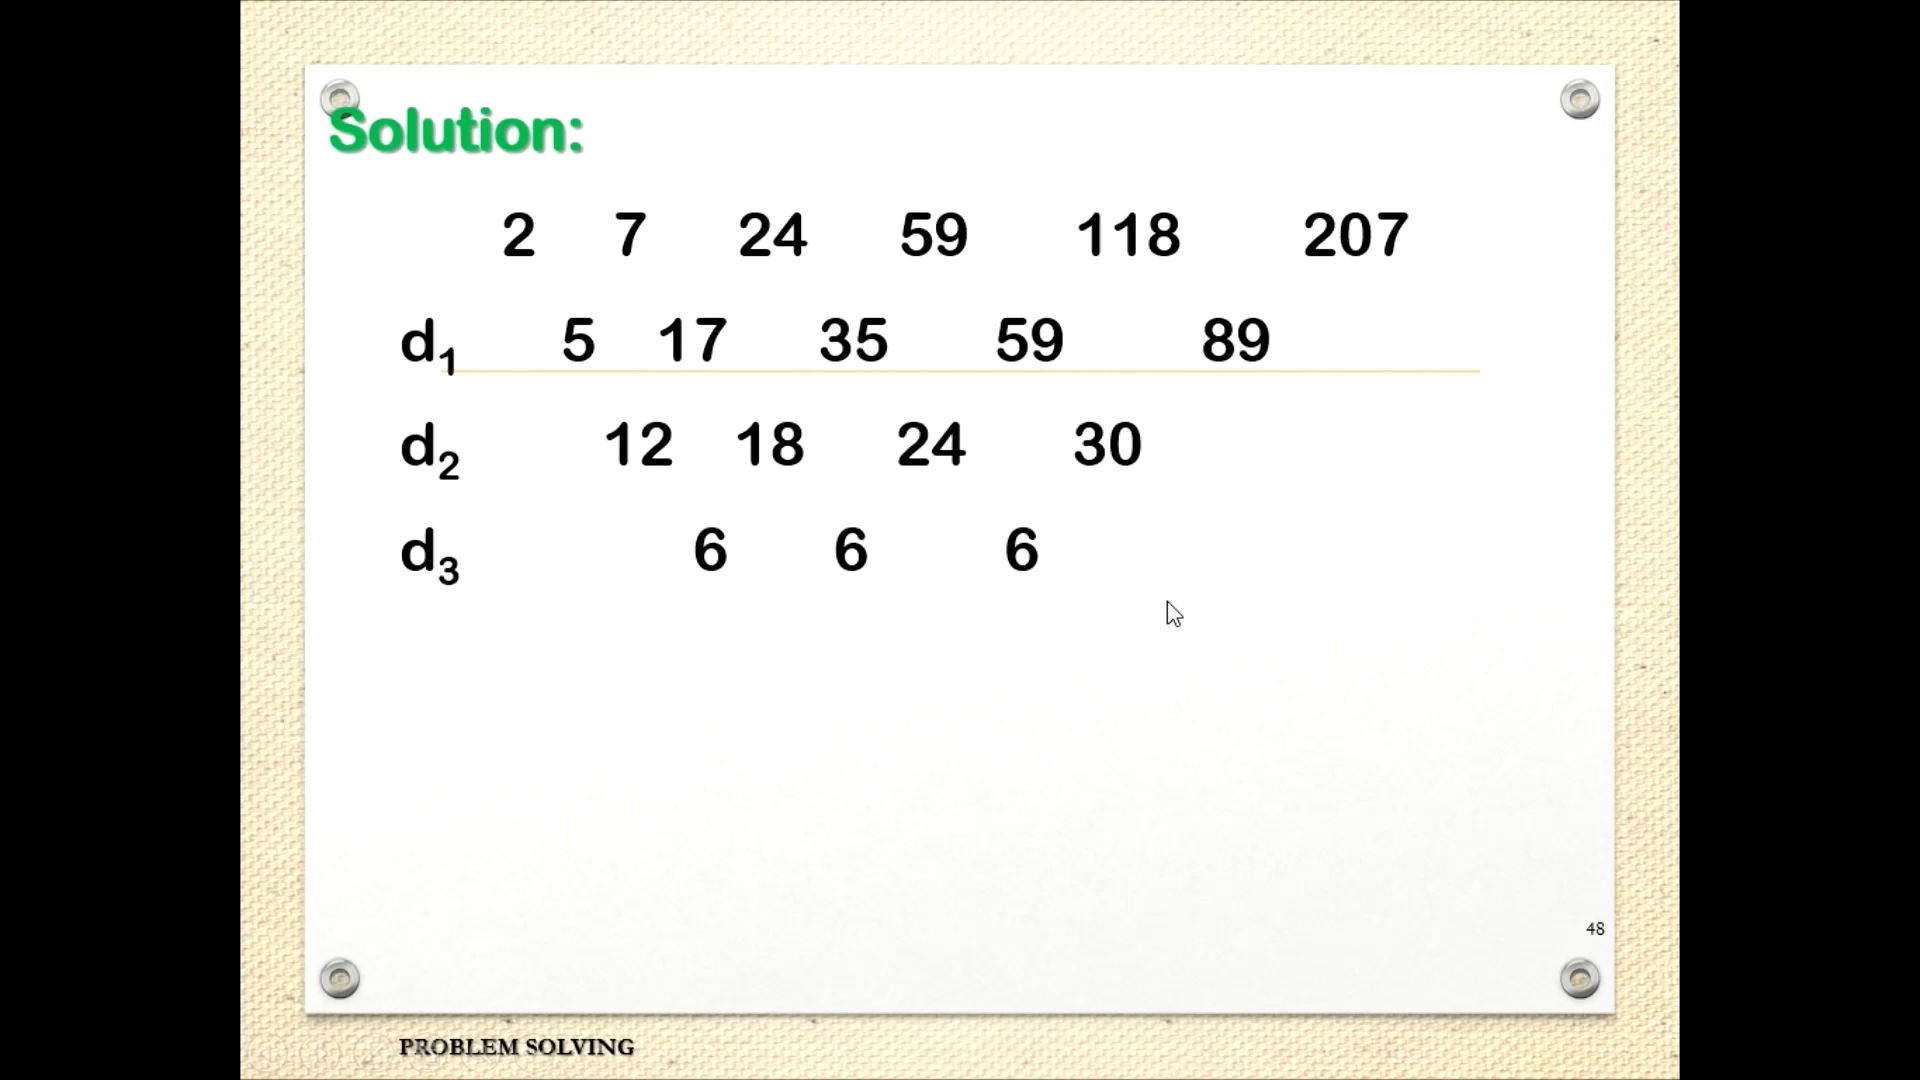 Solution:
2 7 24 59 118 207
d₁ 5 17 35 59 89
d₂ 12 18 24 30
d₃ 6 6 6
48
PROBLEM SOLVING